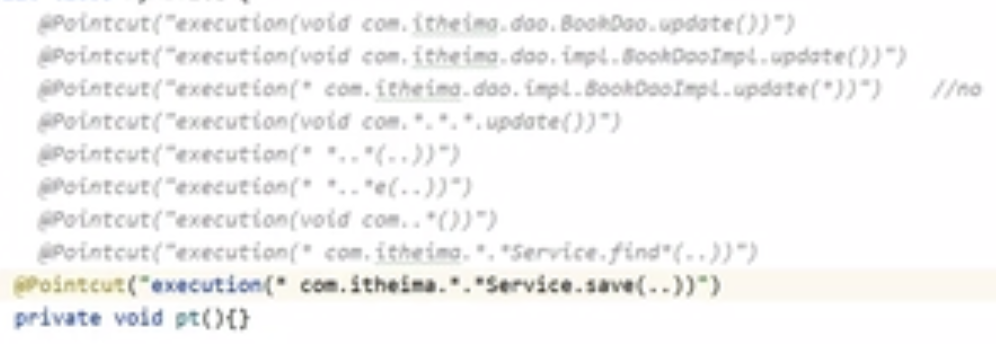 @Pointcut("execution(void com.itheima.dao.BookDao.update())")
@Pointcut("execution(void com.itheima.dao.impl.BookDaoImpl.update())")
@Pointcut("execution(* com.itheima.dao.impl.BookDaoImpl.update(*))")    //no
@Pointcut("execution(void com.*.*.*.update())")
@Pointcut("execution(* *..*(..))")
@Pointcut("execution(* *..*e(..))")
@Pointcut("execution(void com..*())")
@Pointcut("execution(* com.itheima.*.*Service.find*(..))")
@Pointcut("execution(* com.itheima.*.*Service.save(..))")
private void pt(){}